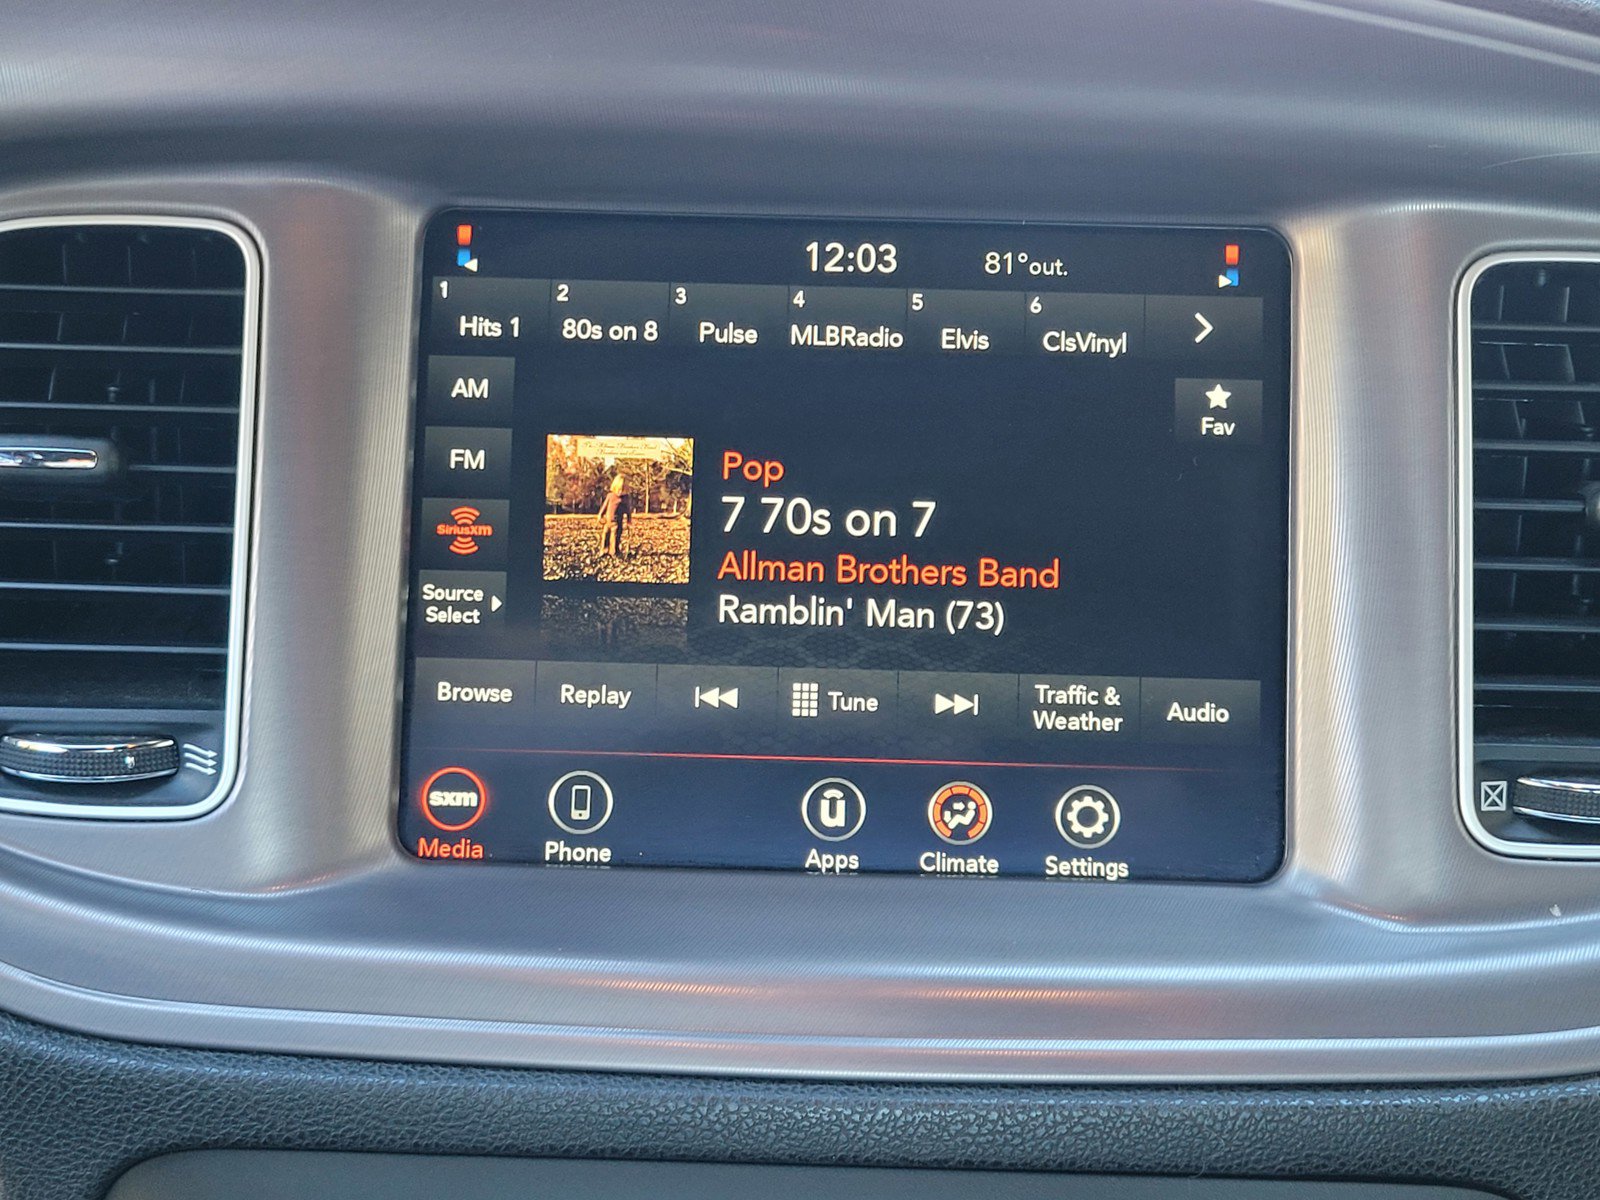 12:03 81°out.
1 2 3 4 5 6
Hits 1 80s on 8 Pulse MLBRadio Elvis ClsVinyl
AM
Fav
FM
Pop
7 70s on 7
SiriusXM
Allman Brothers Band
Ramblin' Man (73)
Source
Select
Browse Replay Tune Traffic & Audio
Weather
sxm
Media Phone Apps Climate Settings